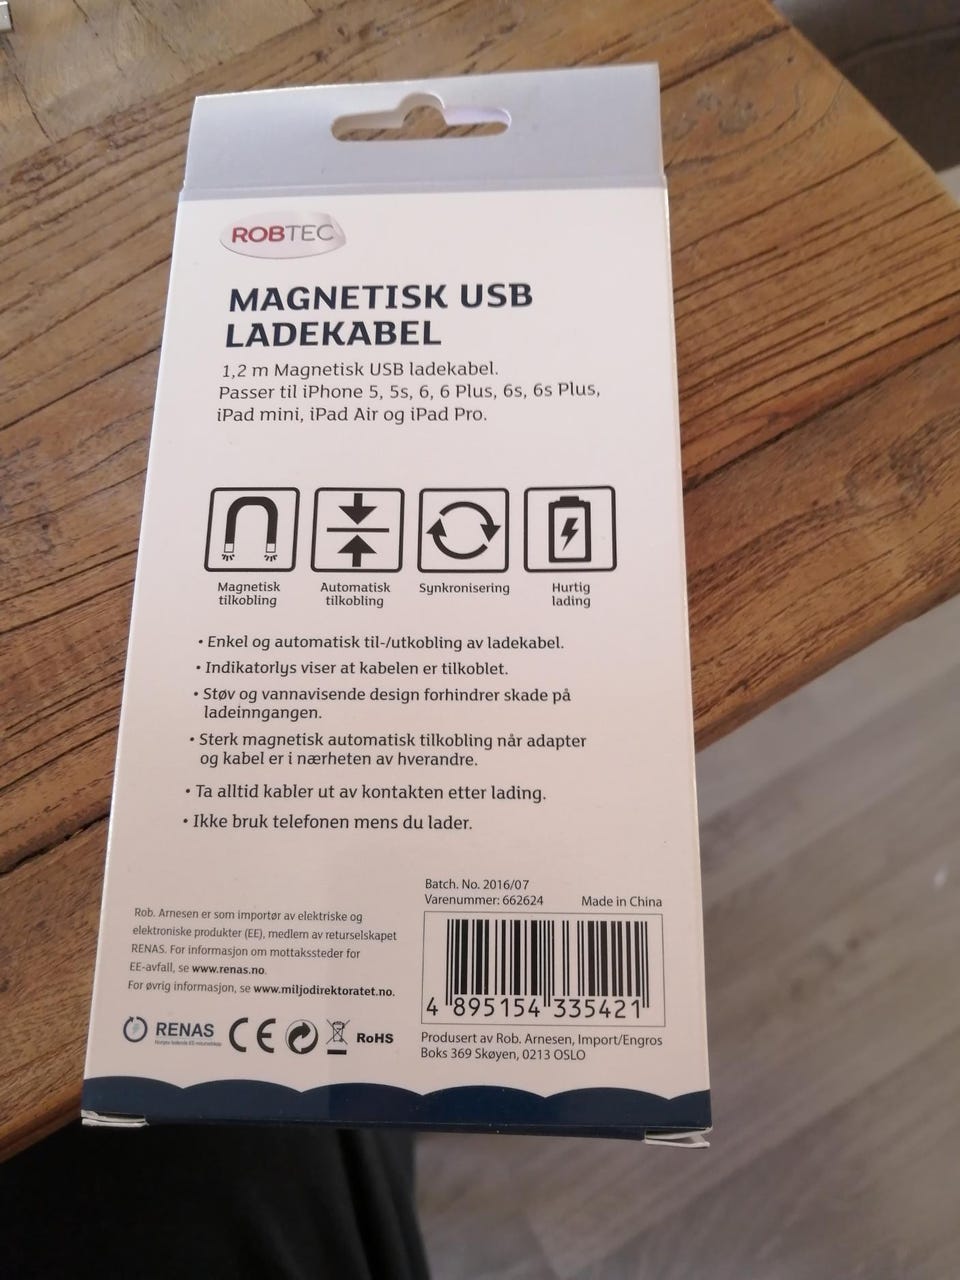 ROBTEC
MAGNETISK USB
LADEKABEL
1,2 m Magnetisk USB ladekabel.
Passer til iPhone 5, 5s, 6, 6 Plus, 6s, 6s Plus,
iPad mini, iPad Air og iPad Pro.
Magnetisk
tilkobling
Automatisk
tilkobling
Synkronisering
Hurtig
lading
• Enkel og automatisk til-/utkobling av ladekabel.
• Indikatorlys viser at kabelen er tilkoblet.
• Støv og vannavisende design forhindrer skade på
ladeinngangen.
• Sterk magnetisk automatisk tilkobling når adapter
og kabel er i nærheten av hverandre.
• Ta alltid kabler ut av kontakten etter lading.
• Ikke bruk telefonen mens du lader.
Batch. No. 2016/07
Varenummer: 662624 Made in China
Rob. Arnesen er som importør av elektriske og
elektroniske produkter (EE), medlem av returselskapet
RENAS. For informasjon om mottakssteder for
EE-avfall, se www.renas.no.
For øvrig informasjon, se www.miljodirektoratet.no.
4 895154 335421
RENAS
CE
RoHS
Produsert av Rob. Arnesen, Import/Engros
Boks 369 Skøyen, 0213 OSLO